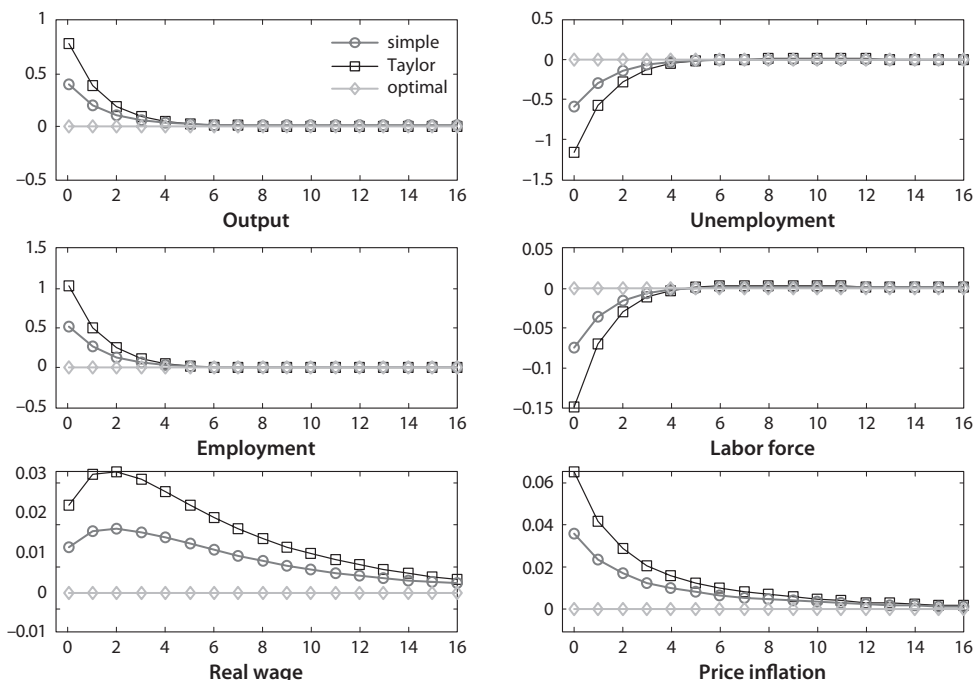 1
0.5
0
−0.5
simple
Taylor
optimal
0 2 4 6 8 10 12 14 16
Output
0.5
0
−0.5
−1
−1.5
0 2 4 6 8 10 12 14 16
Unemployment
1.5
1
0.5
0
−0.5
0 2 4 6 8 10 12 14 16
Employment
0.05
0
−0.05
−0.1
−0.15
0 2 4 6 8 10 12 14 16
Labor force
0.03
0.02
0.01
0
−0.01
0 2 4 6 8 10 12 14 16
Real wage
0.06
0.04
0.02
0
0 2 4 6 8 10 12 14 16
Price inflation